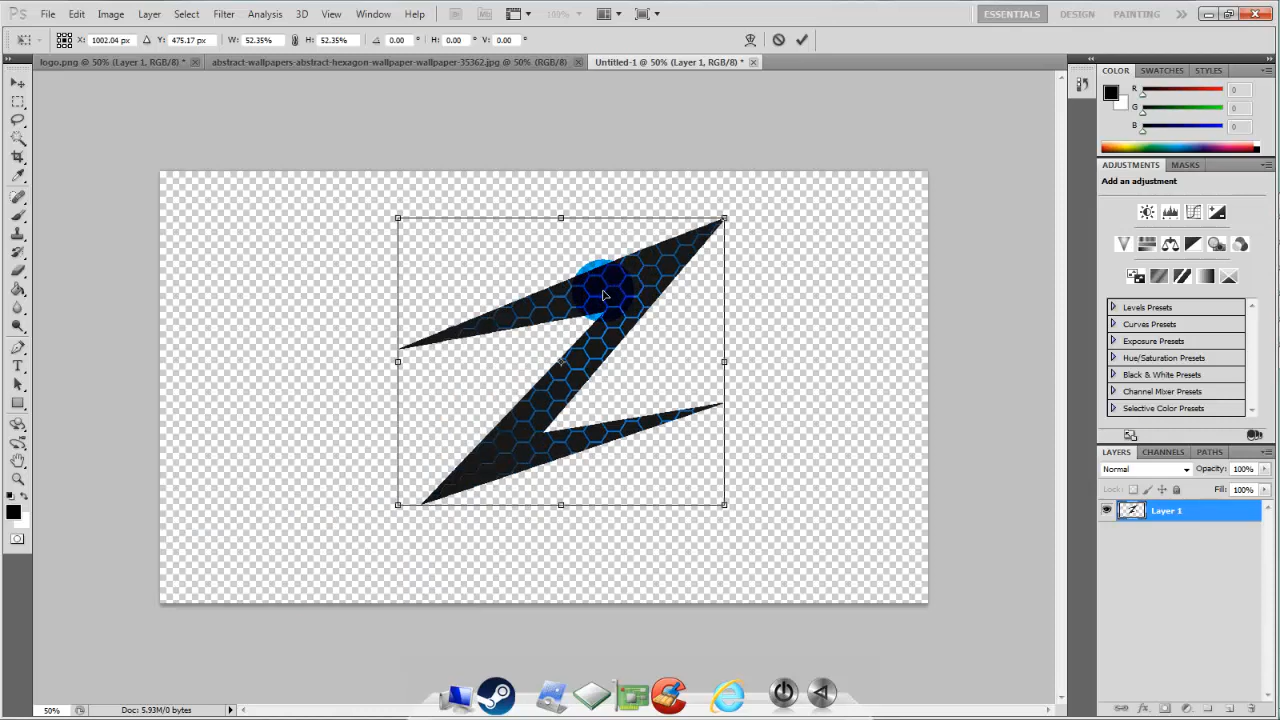 Ps File Edit Image Layer Select Filter Analysis 3D View Window Help Br Mb 100% ESSENTIALS DESIGN PAINTING
X: 1002.04 px Y: 475.17 px W: 52.35% H: 52.35% 0.00 ° H: 0.00 ° V: 0.00 °
logo.png @ 50% (Layer 1, RGB/8) * abstract-wallpapers-abstract-hexagon-wallpaper-wallpaper-35362.jpg @ 50% (RGB/8) Untitled-1 @ 50% (Layer 1, RGB/8) *
COLOR SWATCHES STYLES
R 0
G 0
B 0
ADJUSTMENTS MASKS
Add an adjustment
Levels Presets
Curves Presets
Exposure Presets
Hue/Saturation Presets
Black & White Presets
Channel Mixer Presets
Selective Color Presets
LAYERS CHANNELS PATHS
Normal Opacity: 100%
Lock: Fill: 100%
Layer 1
50% Doc: 5.93M/0 bytes